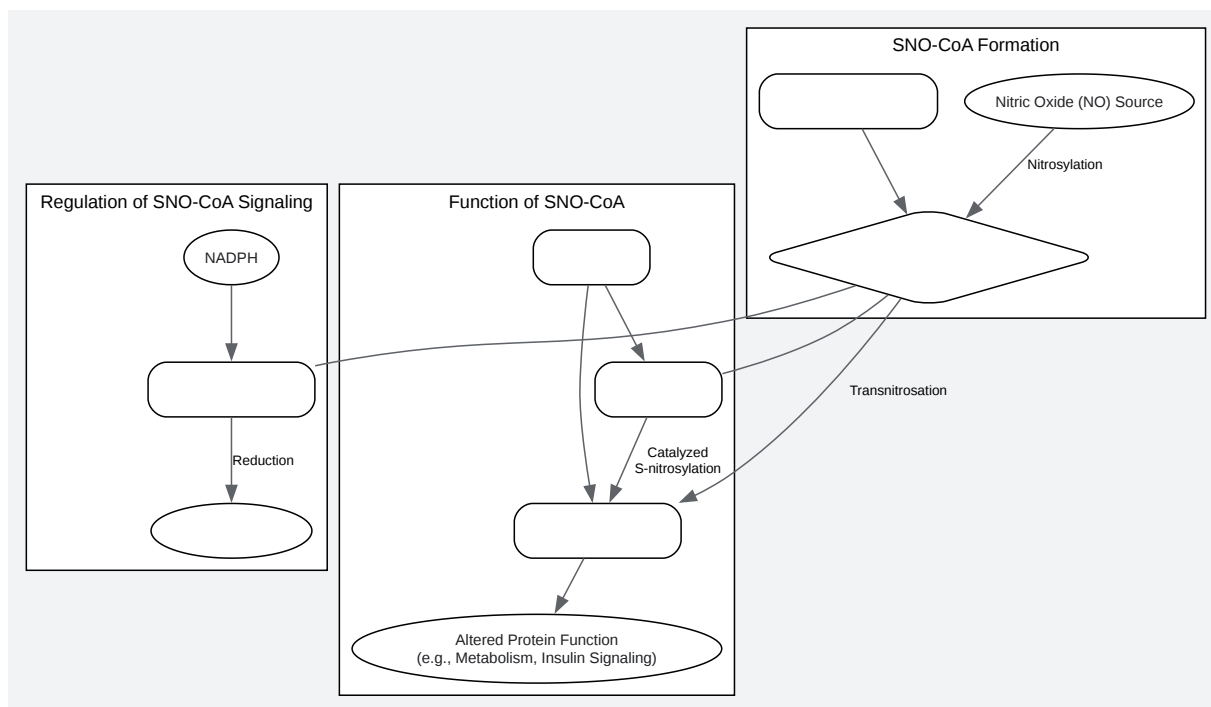 SNO-CoA Formation
Nitric Oxide (NO) Source
Nitrosylation
Regulation of SNO-CoA Signaling
Function of SNO-CoA
NADPH
Transnitrosation
Catalyzed
S-nitrosylation
Reduction
Altered Protein Function
(e.g., Metabolism, Insulin Signaling)